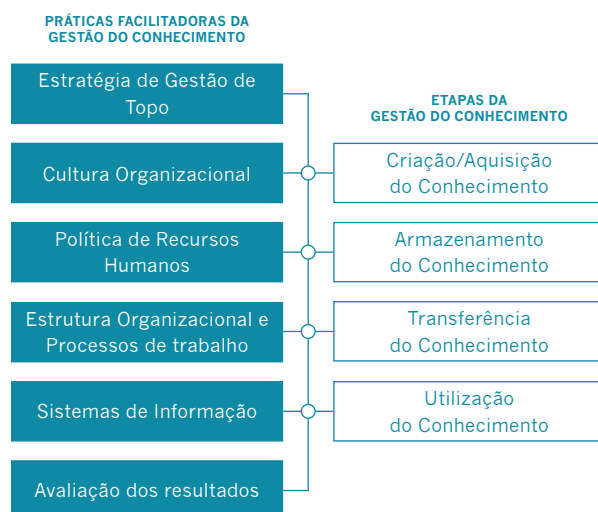 PRÁTICAS FACILITADORAS DA
GESTÃO DO CONHECIMENTO
Estratégia de Gestão de
Topo
Cultura Organizacional
Política de Recursos
Humanos
Estrutura Organizacional e
Processos de trabalho
Sistemas de Informação
Avaliação dos resultados
ETAPAS DA
GESTÃO DO CONHECIMENTO
Criação/Aquisição
do Conhecimento
Armazenamento
do Conhecimento
Transferência
do Conhecimento
Utilização
do Conhecimento